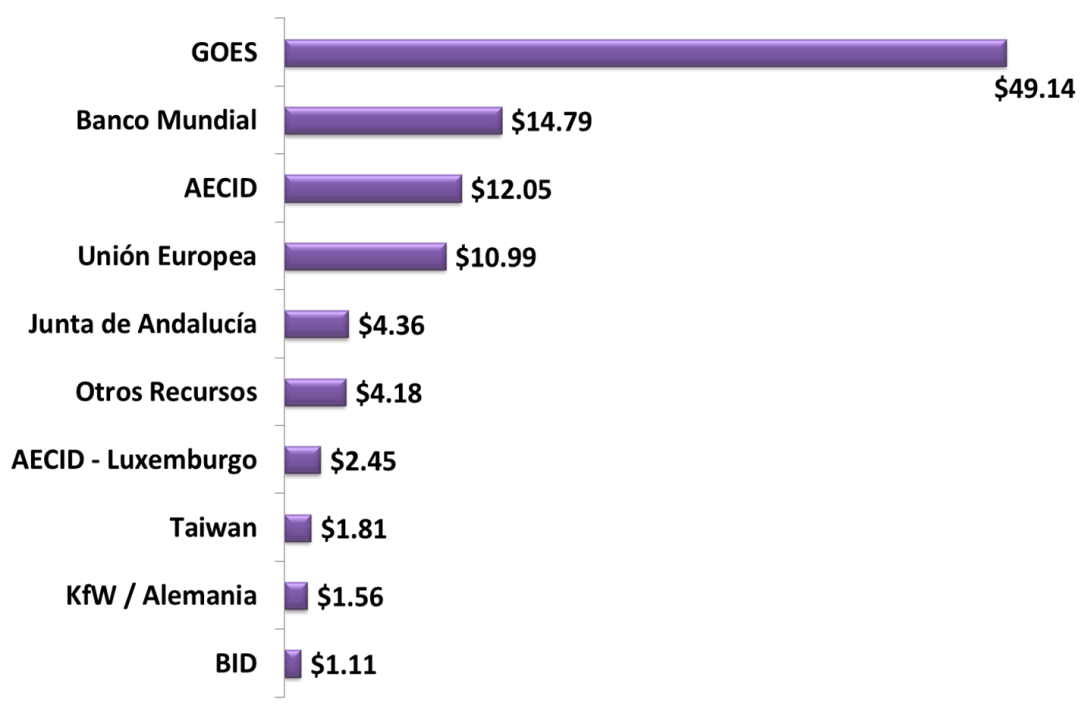 GOES
$49.14
Banco Mundial $14.79
AECID $12.05
Unión Europea $10.99
Junta de Andalucía $4.36
Otros Recursos $4.18
AECID - Luxemburgo $2.45
Taiwan $1.81
KfW / Alemania $1.56
BID $1.11